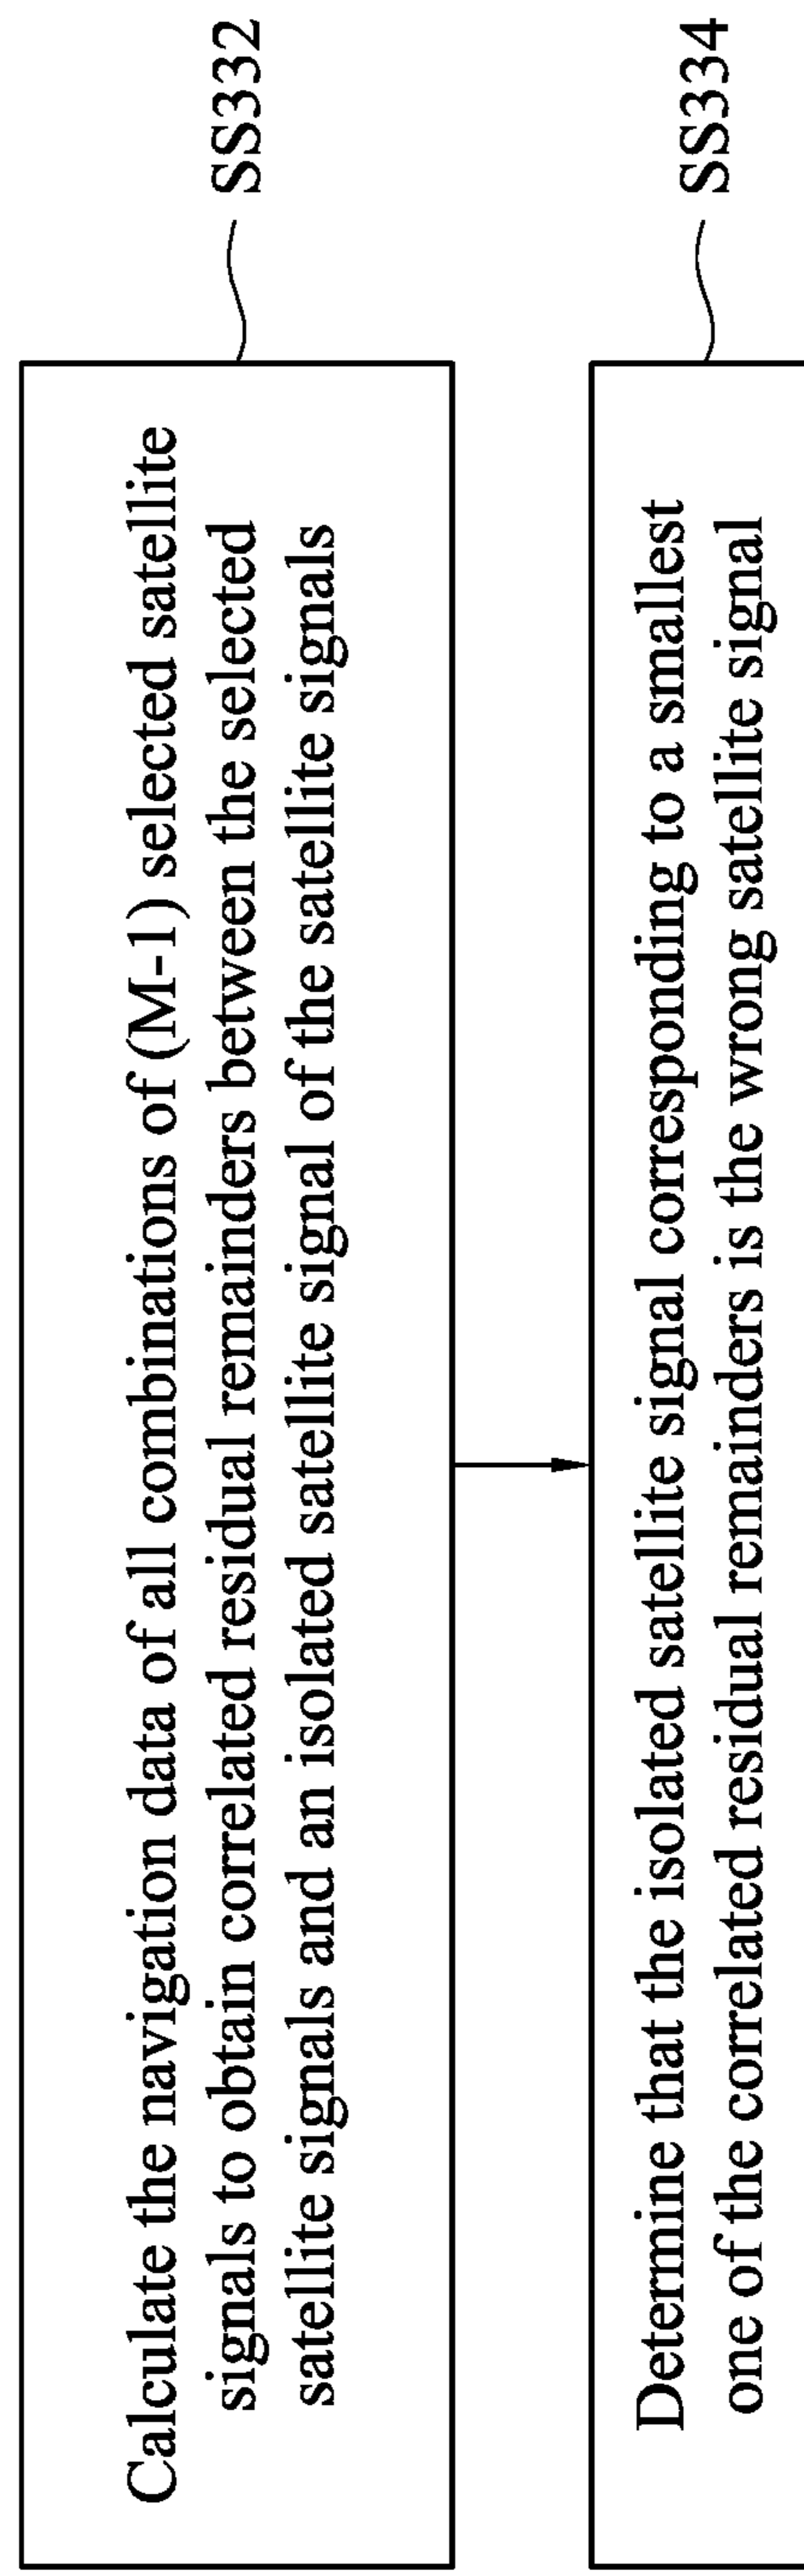 Calculate the navigation data of all combinations of (M-1) selected satellite
signals to obtain correlated residual remainders between the selected
satellite signals and an isolated satellite signal of the satellite signals
SS332
Determine that the isolated satellite signal corresponding to a smallest
one of the correlated residual remainders is the wrong satellite signal
SS334